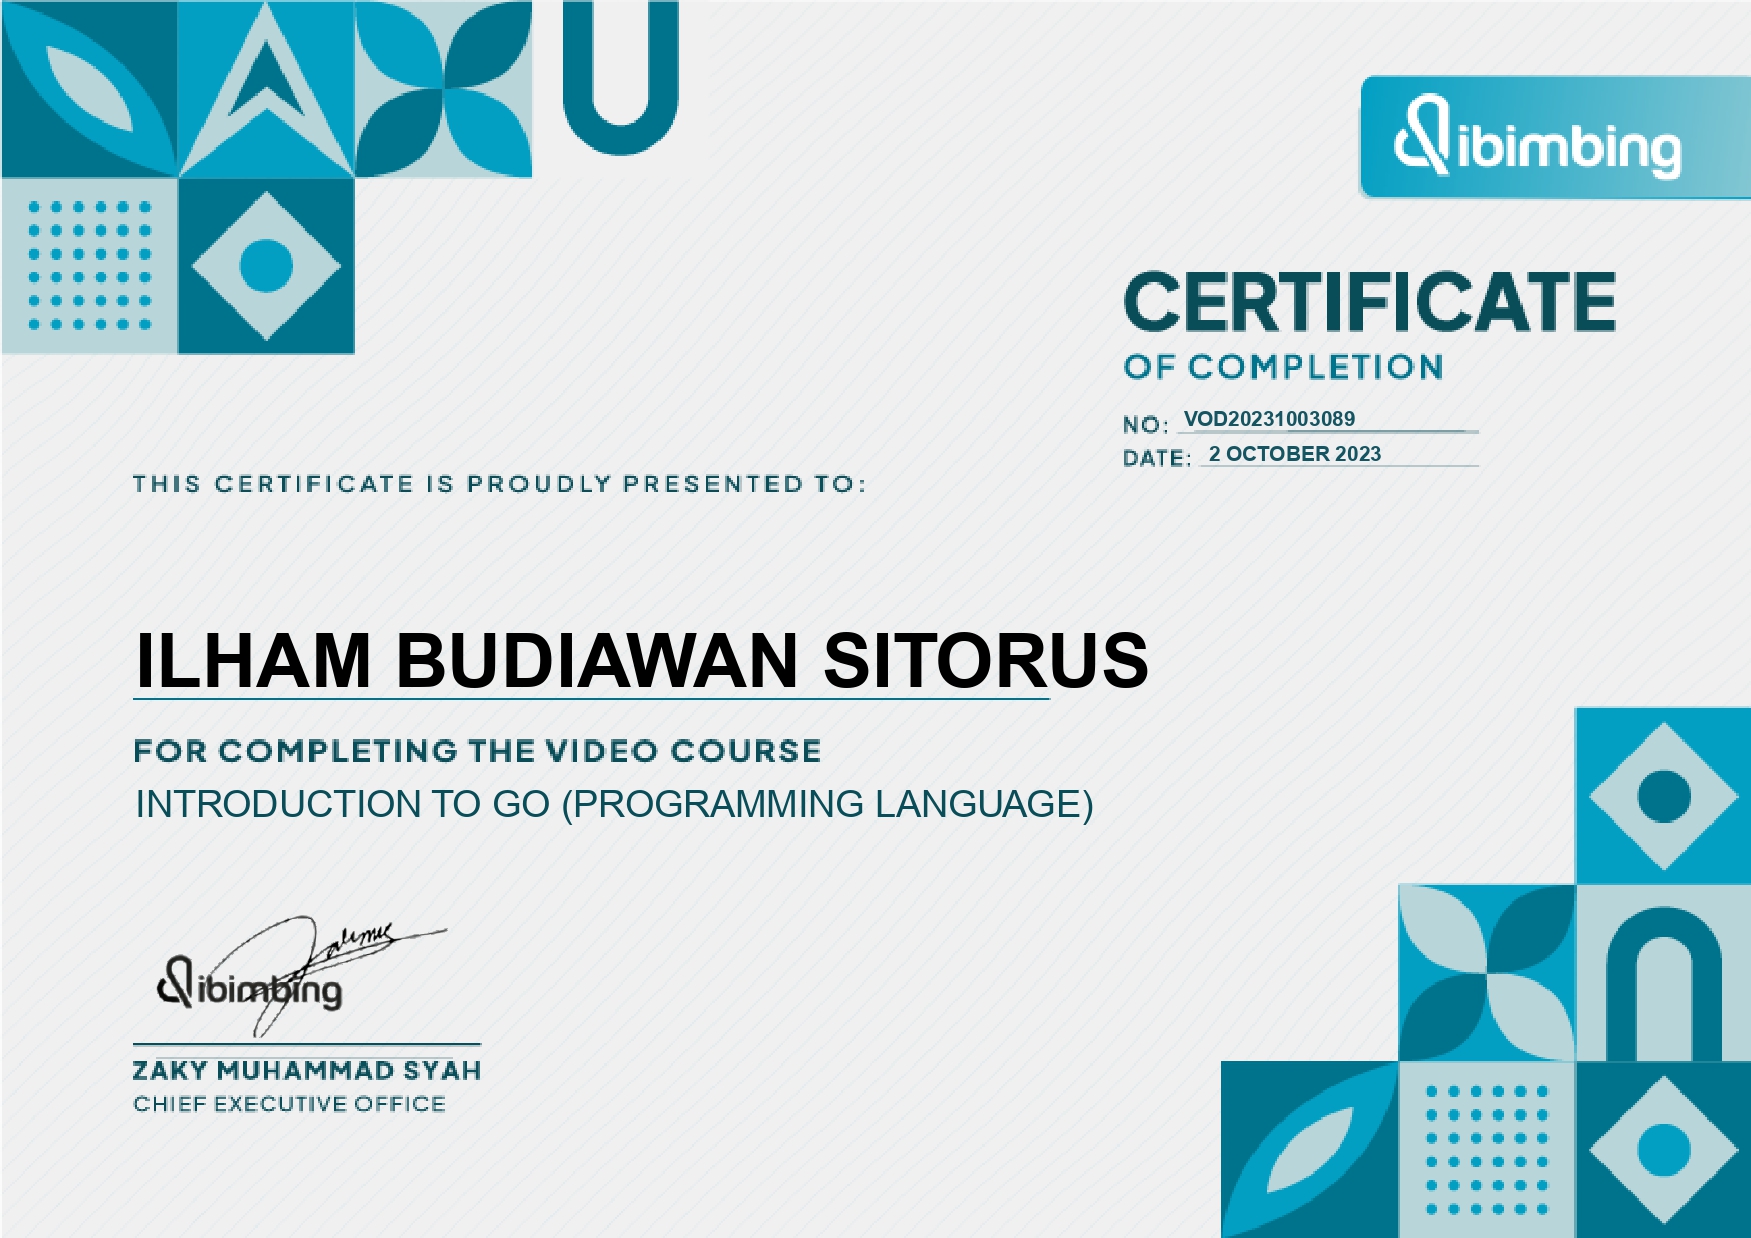 ibimbing
CERTIFICATE
OF COMPLETION
NO: VOD20231003089
DATE: 2 OCTOBER 2023
THIS CERTIFICATE IS PROUDLY PRESENTED TO:
ILHAM BUDIAWAN SITORUS
FOR COMPLETING THE VIDEO COURSE
INTRODUCTION TO GO (PROGRAMMING LANGUAGE)
ibimbing
ZAKY MUHAMMAD SYAH
CHIEF EXECUTIVE OFFICE